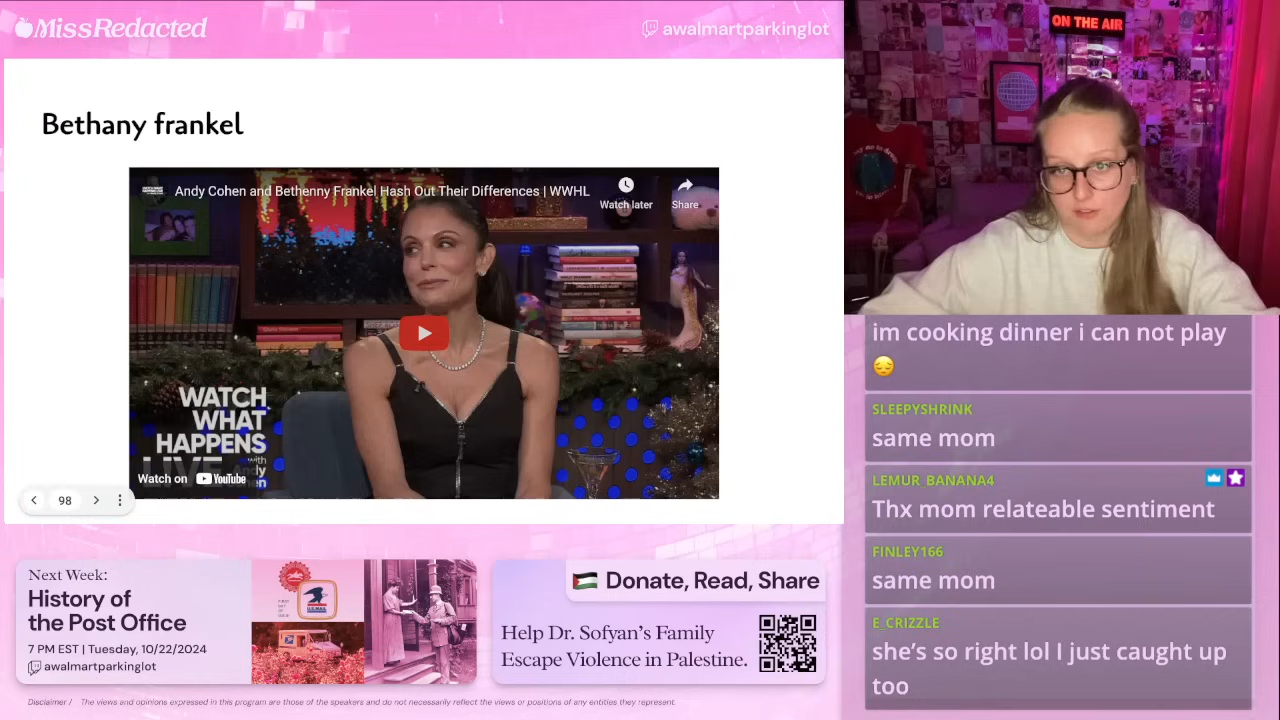 MissRedacted
awalmartparkinglot
ON THE AIR
Bethany frankel
Andy Cohen and Bethenny Frankel Hash Out Their Differences | WWHL
Watch later
Share
WATCH
WHAT
HAPPENS
LIVE with
Watch on YouTube
98
im cooking dinner i can not play
😔
SLEEPYSHRINK
same mom
LEMUR BANANA4
Thx mom relateable sentiment
FINLEY166
same mom
E_CRIZZLE
she's so right lol I just caught up
too
Next Week:
History of
the Post Office
7 PM EST | Tuesday, 10/22/2024
awalmartparkinglot
U.S.MAIL
Donate, Read, Share
Help Dr. Sofyan's Family
Escape Violence in Palestine.
Disclaimer / The views and opinions expressed in this program are those of the speakers and do not necessarily reflect the views or positions of any entities they represent.